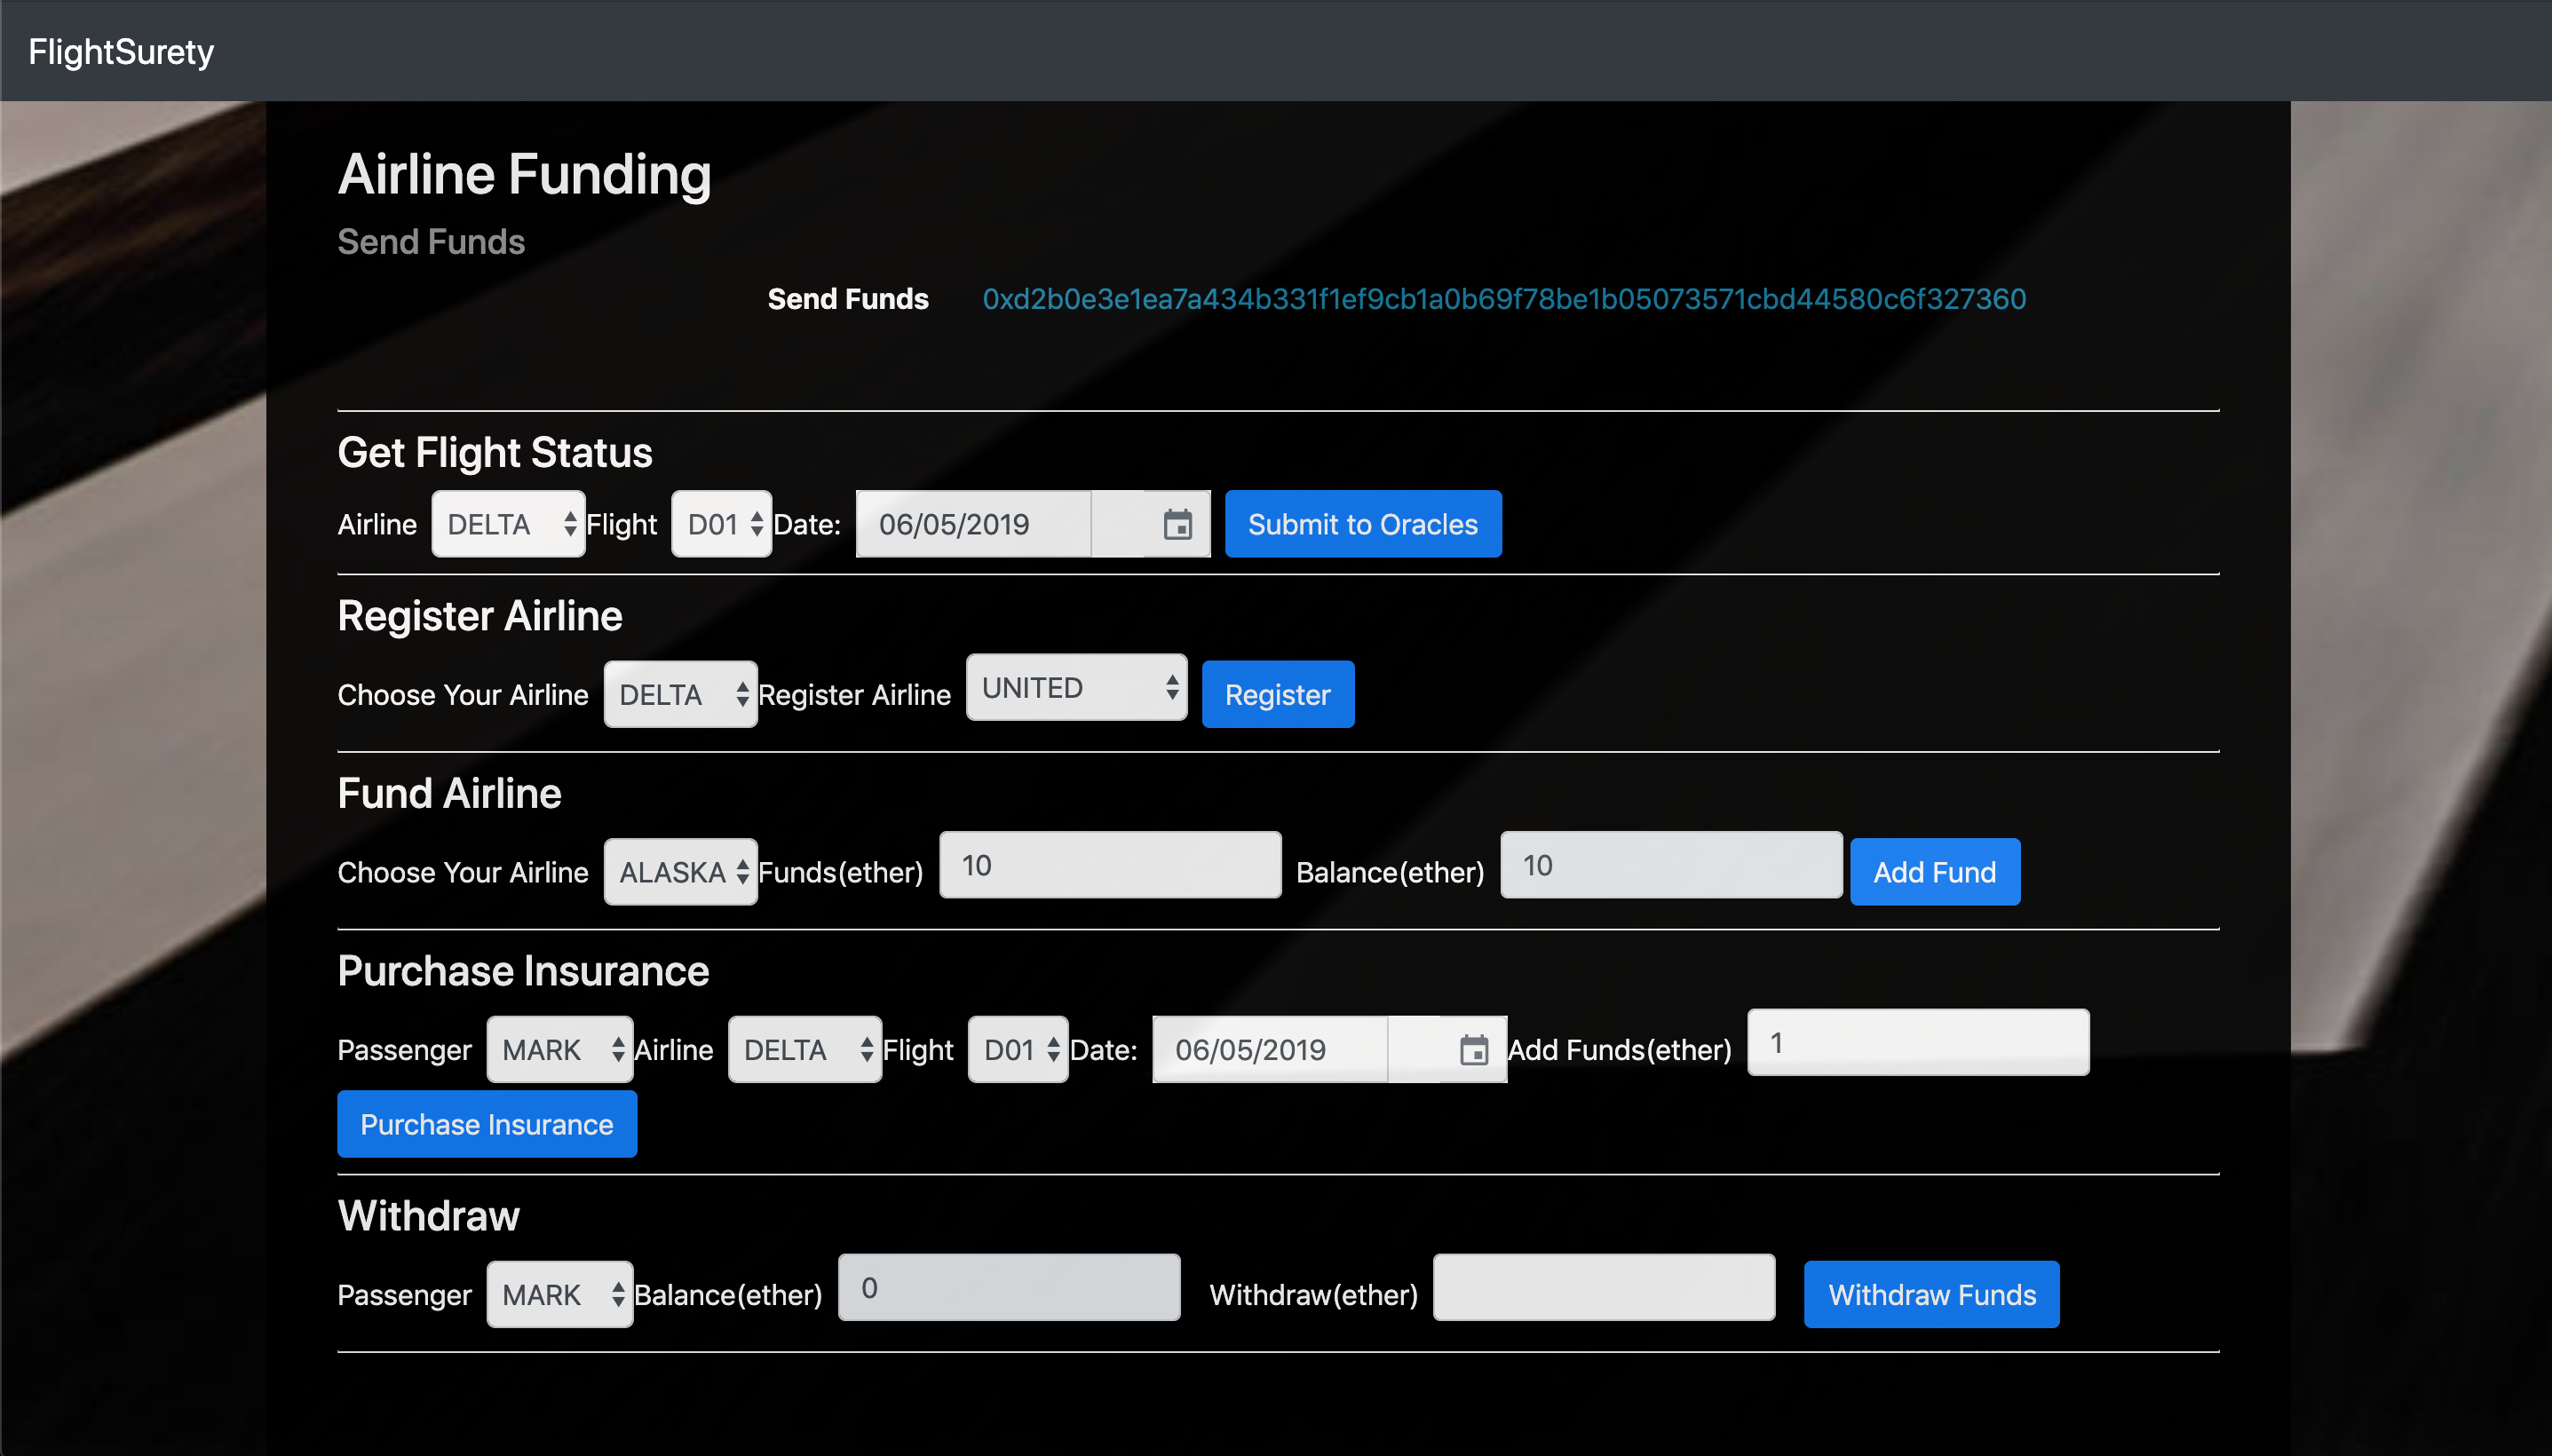 FlightSurety
Airline Funding
Send Funds
Send Funds 0xd2b0e3e1ea7a434b331f1ef9cb1a0b69f78be1b05073571cbd44580c6f327360
Get Flight Status
Airline DELTA Flight D01 Date: 06/05/2019 Submit to Oracles
Register Airline
Choose Your Airline DELTA Register Airline UNITED Register
Fund Airline
Choose Your Airline ALASKA Funds(ether) 10 Balance(ether) 10 Add Fund
Purchase Insurance
Passenger MARK Airline DELTA Flight D01 Date: 06/05/2019 Add Funds(ether) 1
Purchase Insurance
Withdraw
Passenger MARK Balance(ether) 0 Withdraw(ether) Withdraw Funds